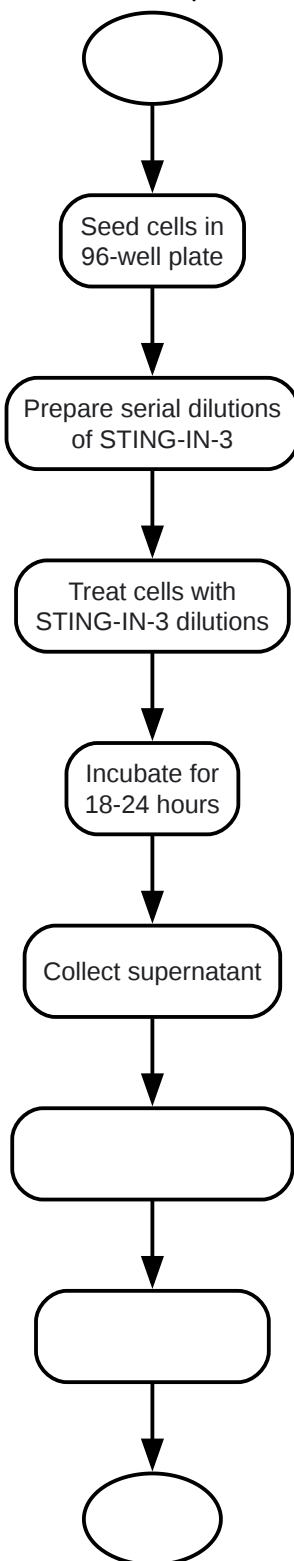 Seed cells in
96-well plate
Prepare serial dilutions
of STING-IN-3
Treat cells with
STING-IN-3 dilutions
Incubate for
18-24 hours
Collect supernatant